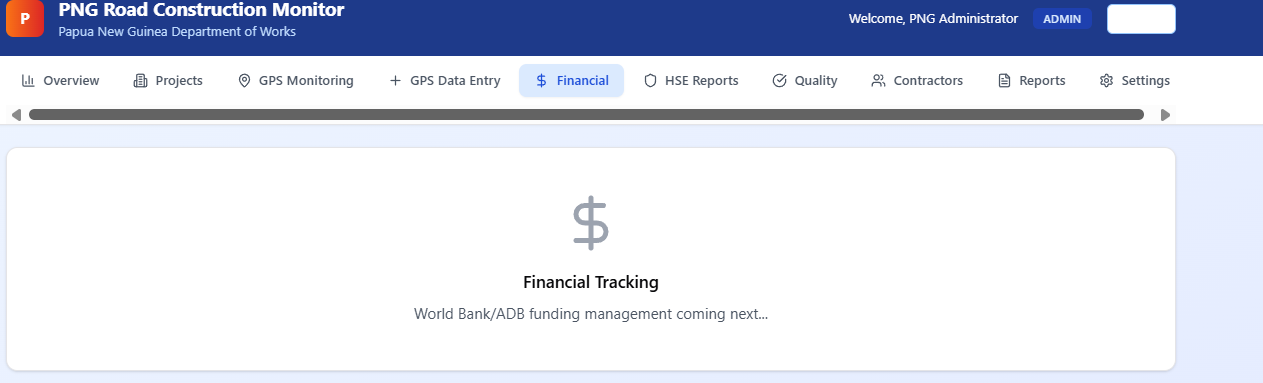 P
PNG Road Construction Monitor
Papua New Guinea Department of Works
Welcome, PNG Administrator
ADMIN
Overview
Projects
GPS Monitoring
GPS Data Entry
Financial
HSE Reports
Quality
Contractors
Reports
Settings
Financial Tracking
World Bank/ADB funding management coming next...